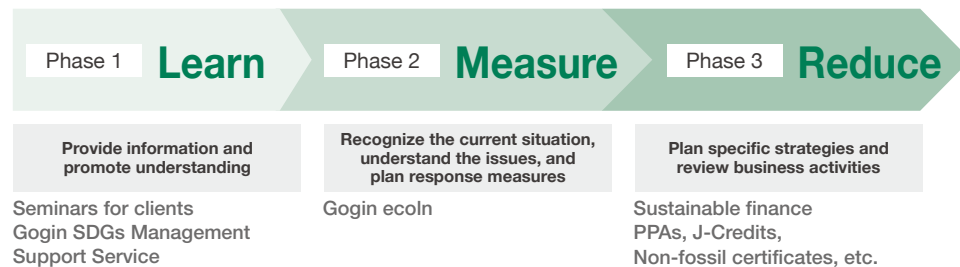 Phase 1 Learn
Phase 2 Measure
Phase 3 Reduce
Provide information and
promote understanding
Recognize the current situation,
understand the issues, and
plan response measures
Plan specific strategies and
review business activities
Seminars for clients
Gogin SDGs Management
Support Service
Gogin ecoln
Sustainable finance
PPAs, J-Credits,
Non-fossil certificates, etc.